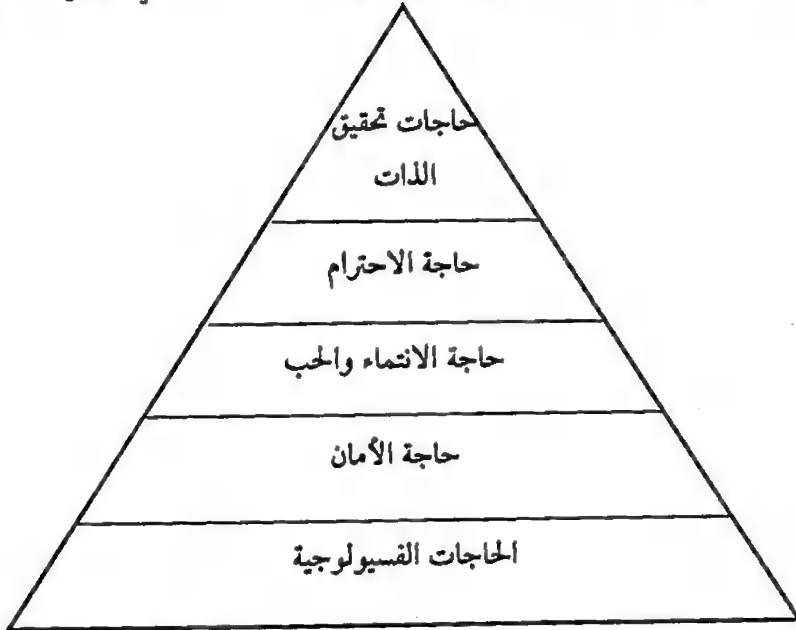 حاجات تحقيق
الذات
حاجة الاحترام
حاجة الانتماء والحب
حاجة الأمان
الحاجات الفسيولوجية